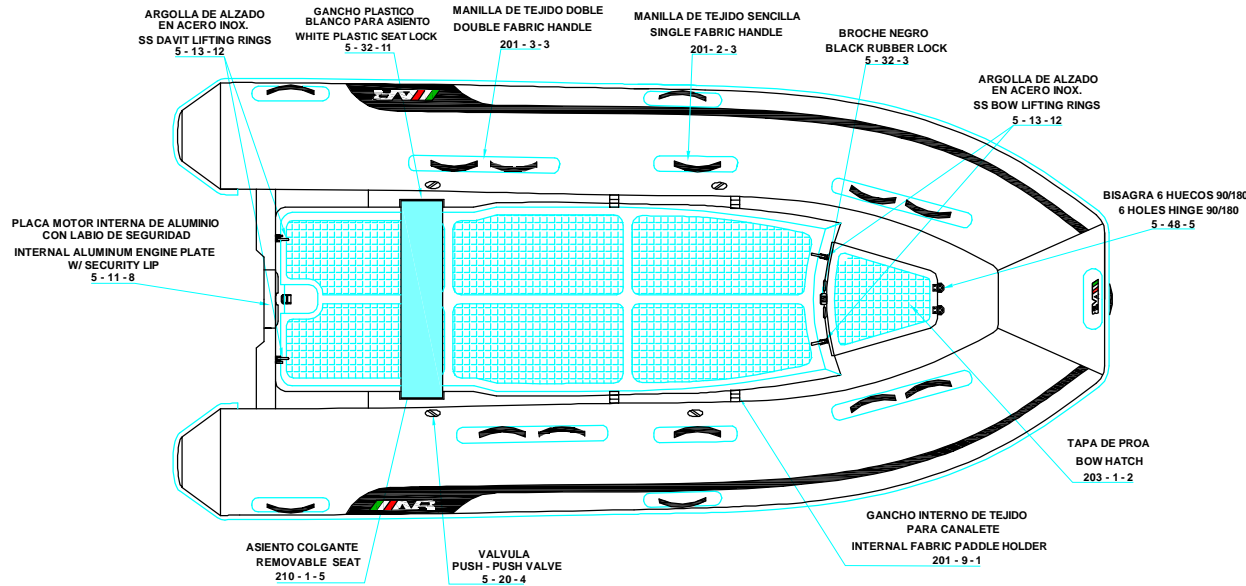 ARGOLLA DE ALZADO
EN ACERO INOX.
SS DAVIT LIFTING RINGS
5 - 13 - 12
GANCHO PLASTICO
BLANCO PARA ASIENTO
WHITE PLASTIC SEAT LOCK
5 - 32 - 11
MANILLA DE TEJIDO DOBLE
DOUBLE FABRIC HANDLE
201 - 3 - 3
MANILLA DE TEJIDO SENCILLA
SINGLE FABRIC HANDLE
201 - 2 - 3
BROCHE NEGRO
BLACK RUBBER LOCK
5 - 32 - 3
ARGOLLA DE ALZADO
EN ACERO INOX.
SS BOW LIFTING RINGS
5 - 13 - 12
BISAGRA 6 HUECOS 90/180
6 HOLES HINGE 90/180
5 - 48 - 5
PLACA MOTOR INTERNA DE ALUMINIO
CON LABIO DE SEGURIDAD
INTERNAL ALUMINUM ENGINE PLATE
W/ SECURITY LIP
5 - 11 - 8
TAPA DE PROA
BOW HATCH
203 - 1 - 2
GANCHO INTERNO DE TEJIDO
PARA CANALETE
INTERNAL FABRIC PADDLE HOLDER
201 - 9 - 1
VALVULA
PUSH - PUSH VALVE
5 - 20 - 4
ASIENTO COLGANTE
REMOVABLE SEAT
210 - 1 - 5